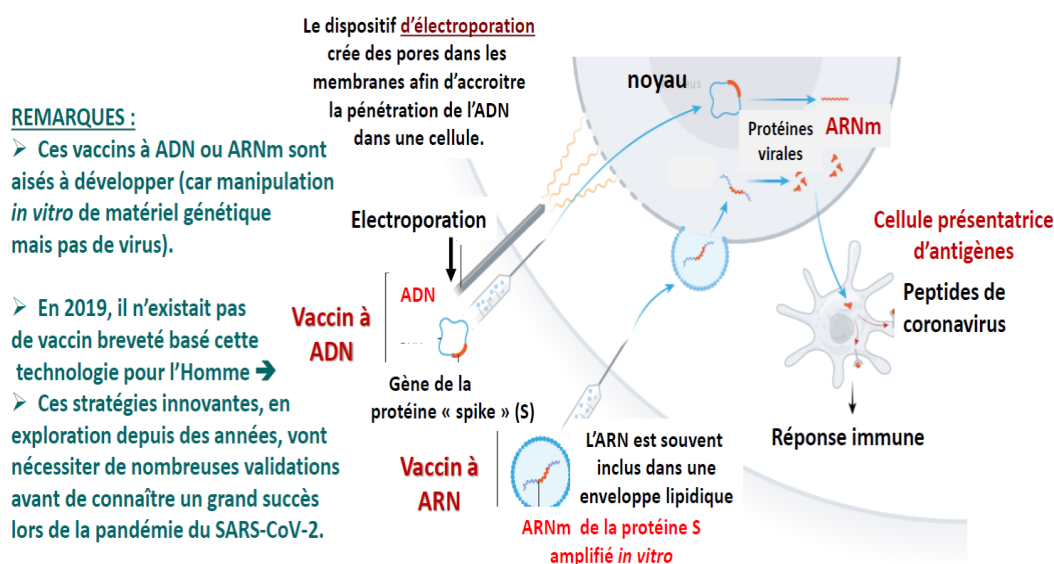 Le dispositif d’électroporation
crée des pores dans les
membranes afin d’accroitre
la pénétration de l’ADN
dans une cellule.
REMARQUES :
➢ Ces vaccins à ADN ou ARNm sont
aisés à développer (car manipulation
in vitro de matériel génétique
mais pas de virus).
➢ En 2019, il n’existait pas
de vaccin breveté basé cette
technologie pour l’Homme ➔
➢ Ces stratégies innovantes, en
exploration depuis des années, vont
nécessiter de nombreuses validations
avant de connaître un grand succès
lors de la pandémie du SARS-CoV-2.
noyau
Protéines
virales
ARNm
Electroporation
Vaccin à
ADN
ADN
Gène de la
protéine « spike » (S)
Cellule présentatrice
d’antigènes
Peptides de
coronavirus
Réponse immune
Vaccin à
ARN
L’ARN est souvent
inclus dans une
enveloppe lipidique
ARNm de la protéine S
amplifié in vitro